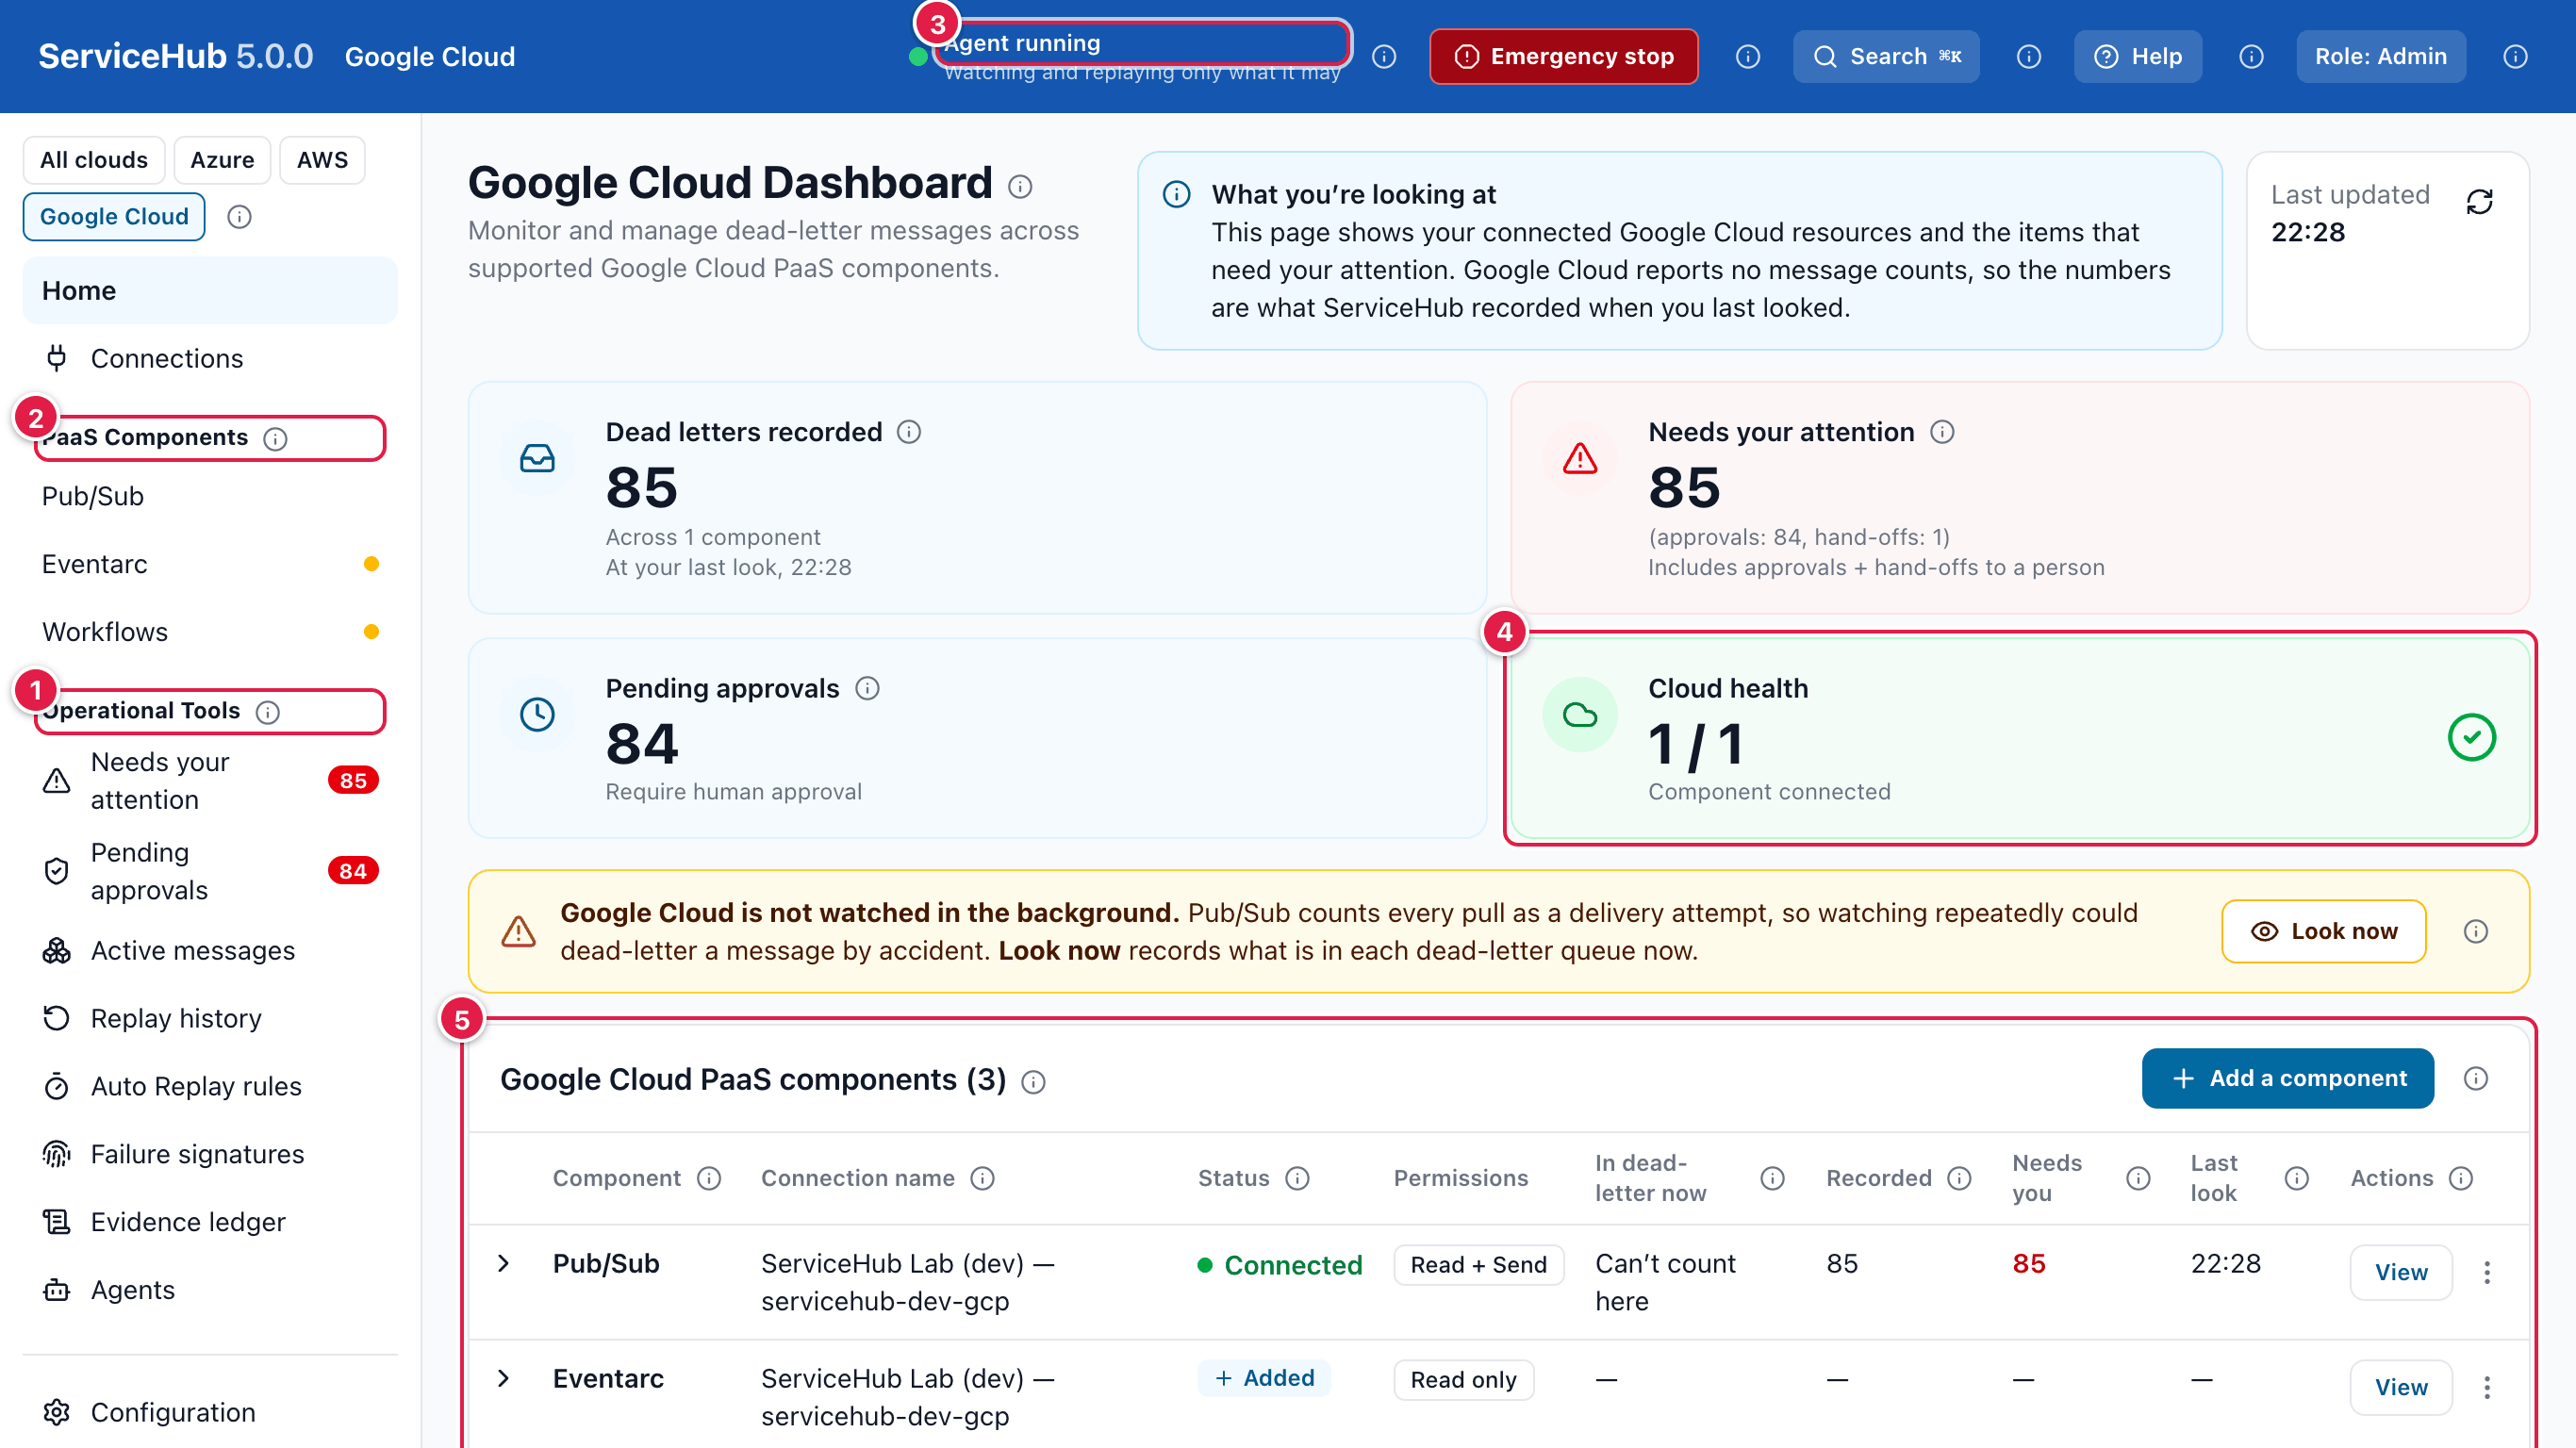 ServiceHub 5.0.0 Google Cloud
3
Agent running
Watching and replaying only what it may
Emergency stop
Search ⌘K
Help
Role: Admin
All clouds
Azure
AWS
Google Cloud
Home
Connections
2
PaaS Components
Pub/Sub
Eventarc
Workflows
1
Operational Tools
Needs your
attention
85
Pending
approvals
84
Active messages
Replay history
Auto Replay rules
Failure signatures
Evidence ledger
Agents
Configuration
Google Cloud Dashboard
Monitor and manage dead-letter messages across
supported Google Cloud PaaS components.
What you’re looking at
This page shows your connected Google Cloud resources and the items that
need your attention. Google Cloud reports no message counts, so the numbers
are what ServiceHub recorded when you last looked.
Last updated
22:28
Dead letters recorded
85
Across 1 component
At your last look, 22:28
Needs your attention
85
(approvals: 84, hand-offs: 1)
Includes approvals + hand-offs to a person
Pending approvals
84
Require human approval
4
Cloud health
1 / 1
Component connected
Google Cloud is not watched in the background. Pub/Sub counts every pull as a delivery attempt, so watching repeatedly could
dead-letter a message by accident. Look now records what is in each dead-letter queue now.
Look now
5
Google Cloud PaaS components (3)
+ Add a component
Component
Connection name
Status
Permissions
In dead-
letter now
Recorded
Needs
you
Last
look
Actions
Pub/Sub
ServiceHub Lab (dev) —
servicehub-dev-gcp
Connected
Read + Send
Can’t count
here
85
85
22:28
View
Eventarc
ServiceHub Lab (dev) —
servicehub-dev-gcp
+ Added
Read only
—
—
—
—
View